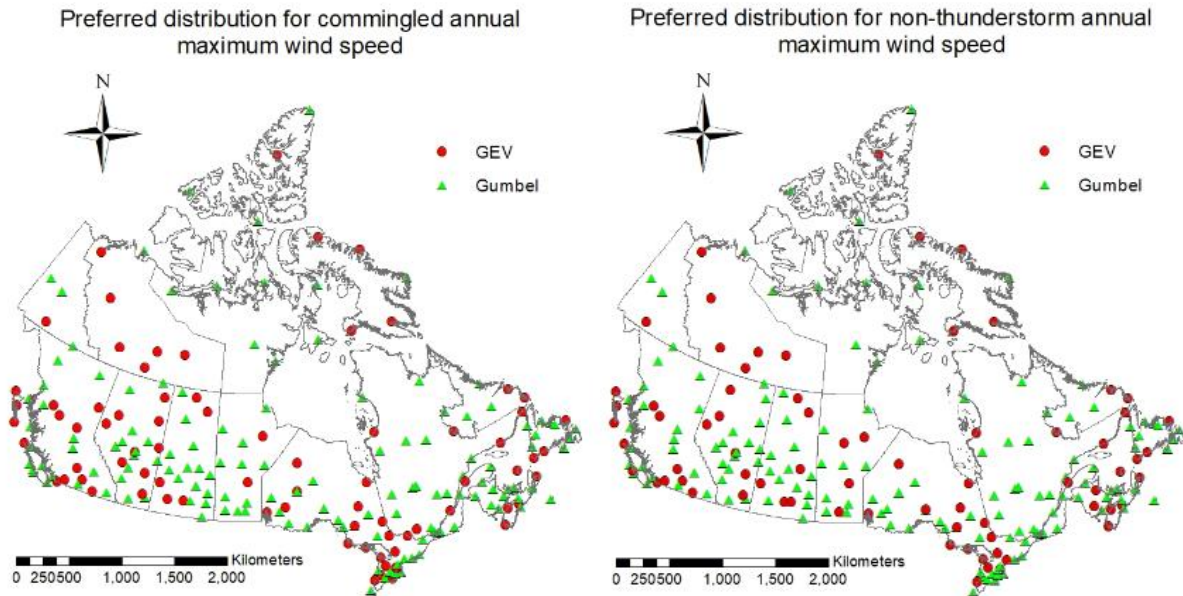 Preferred distribution for commingled annual
maximum wind speed
N
GEV
Gumbel
Kilometers
0 250500 1,000 1,500 2,000
Preferred distribution for non-thunderstorm annual
maximum wind speed
N
GEV
Gumbel
Kilometers
0 250500 1,000 1,500 2,000